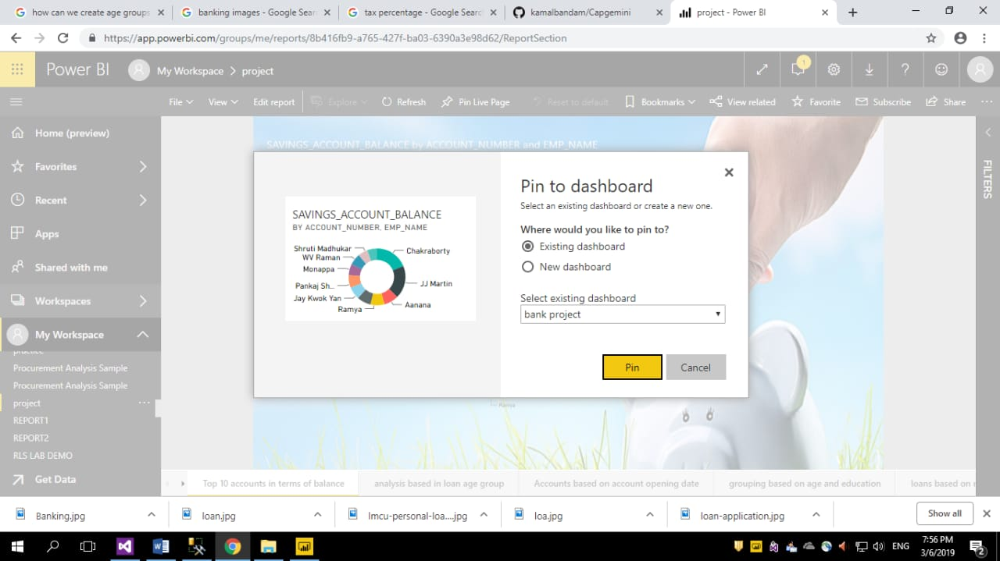 how can we create age groups
banking images - Google Sear
tax percentage - Google Searc
kamalbandam/Capgemini
project - Power BI
https://app.powerbi.com/groups/me/reports/8b416fb9-a765-427f-ba03-6390a3e98d62/ReportSection
Power BI
My Workspace > project
1
File View Edit report Explore Refresh Pin Live Page Reset to default Bookmarks View related Favorite Subscribe Share
Home (preview)
Favorites
Recent
Apps
Shared with me
Workspaces
My Workspace
practice
Procurement Analysis Sample
Procurement Analysis Sample
project
REPORT1
REPORT2
RLS LAB DEMO
Get Data
SAVINGS_ACCOUNT_BALANCE by ACCOUNT_NUMBER and EMP_NAME
SAVINGS_ACCOUNT_BALANCE
BY ACCOUNT_NUMBER, EMP_NAME
Shruti Madhukar
Chakraborty
WV Raman
Monappa
JJ Martin
Pankaj Sh...
Jay Kwok Yan
Aanana
Ramya
Pin to dashboard
Select an existing dashboard or create a new one.
Where would you like to pin to?
Existing dashboard
New dashboard
Select existing dashboard
bank project
Pin
Cancel
Ramya
FILTERS
Top 10 accounts in terms of balance
analysis based in loan age group
Accounts based on account opening date
grouping based on age and education
loans based on
Banking.jpg
loan.jpg
lmcu-personal-loa....jpg
loa.jpg
loan-application.jpg
Show all
ENG
7:56 PM
3/6/2019
2